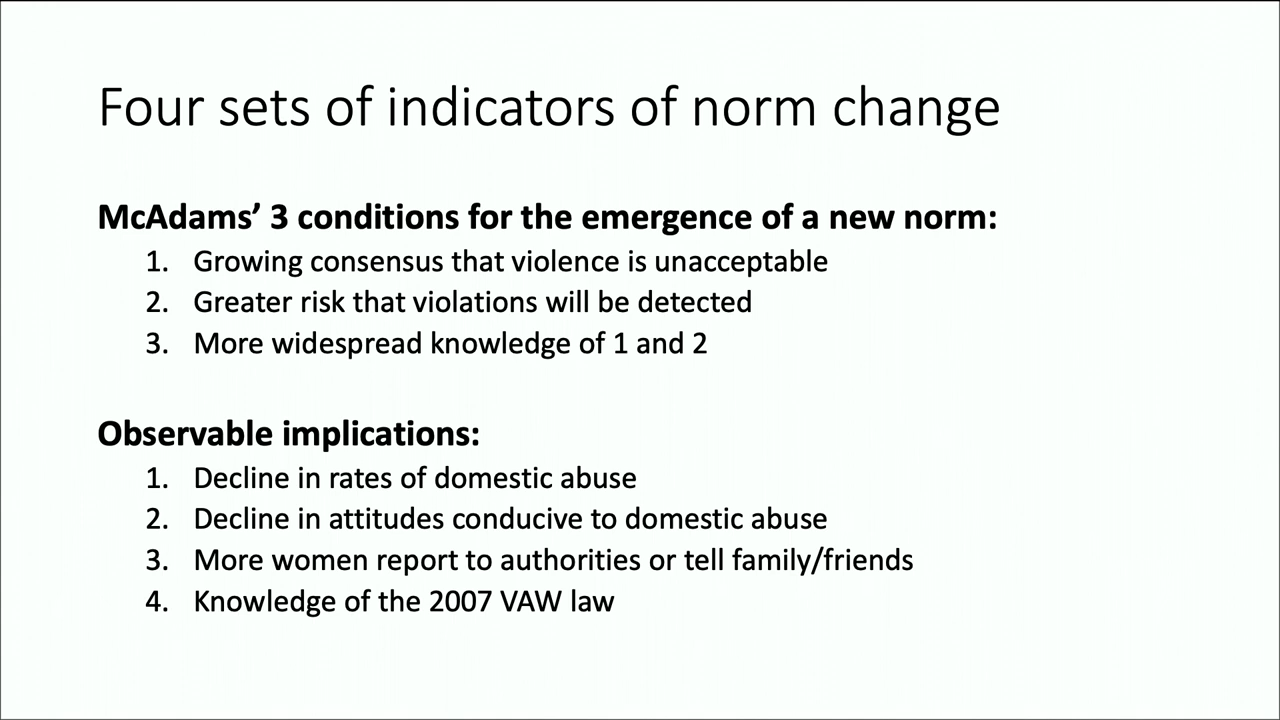 Four sets of indicators of norm change
McAdams’ 3 conditions for the emergence of a new norm:
1. Growing consensus that violence is unacceptable
2. Greater risk that violations will be detected
3. More widespread knowledge of 1 and 2
Observable implications:
1. Decline in rates of domestic abuse
2. Decline in attitudes conducive to domestic abuse
3. More women report to authorities or tell family/friends
4. Knowledge of the 2007 VAW law